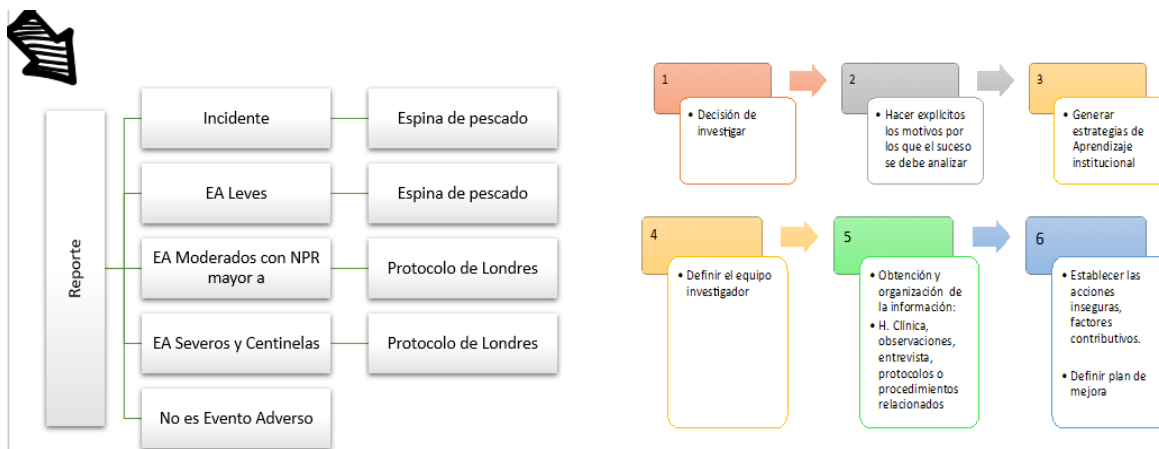 Reporte
Incidente
Espina de pescado
EA Leves
Espina de pescado
EA Moderados con NPR
mayor a
Protocolo de Londres
EA Severos y Centinelas
Protocolo de Londres
No es Evento Adverso
1
• Decisión de
investigar
2
• Hacer explícitos
los motivos por
los que el suceso
se debe analizar
3
• Generar
estrategias de
Aprendizaje
institucional
4
• Definir el equipo
investigador
5
• Obtención y
organización de
la información:
• H. Clínica,
observaciones,
entrevista,
protocolos o
procedimientos
relacionados
6
• Establecer las
acciones
inseguras,
factores
contributivos.
• Definir plan de
mejora